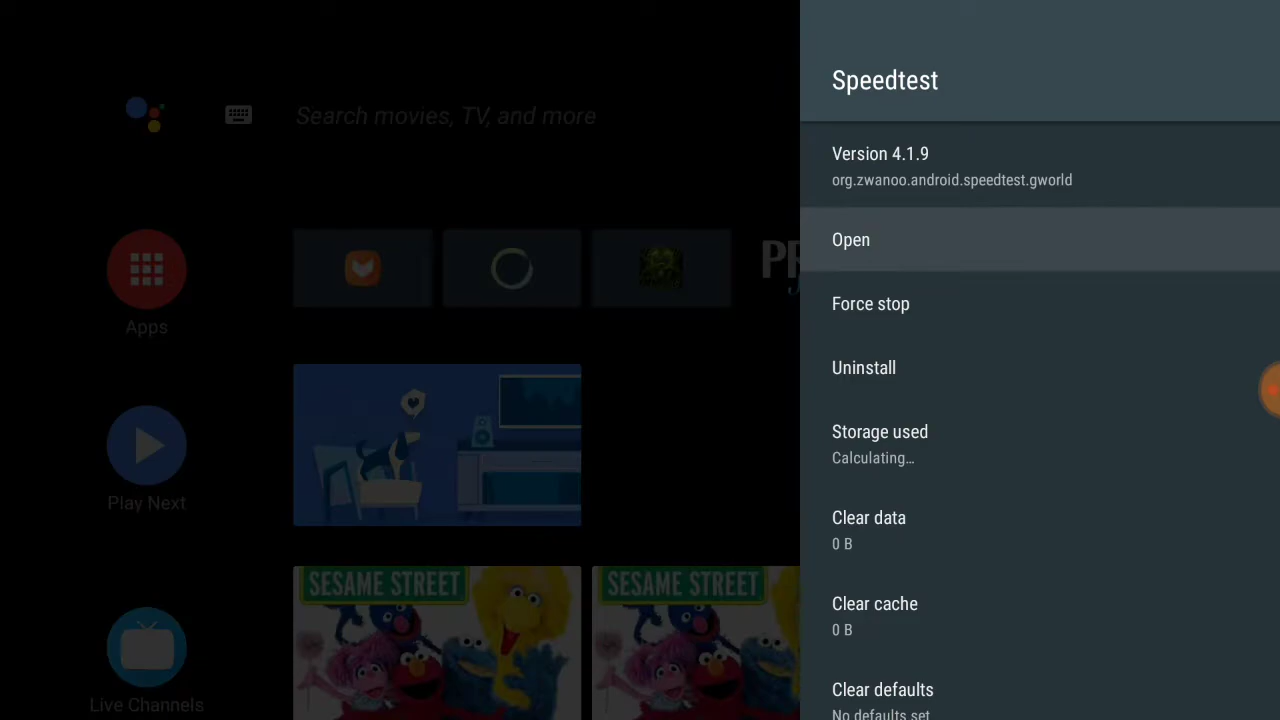 Search movies, TV, and more
Apps
Play Next
Live Channels
SESAME STREET
SESAME STREET
Speedtest
Version 4.1.9
org.zwanoo.android.speedtest.gworld
Open
Force stop
Uninstall
Storage used
Calculating...
Clear data
0 B
Clear cache
0 B
Clear defaults
No defaults set